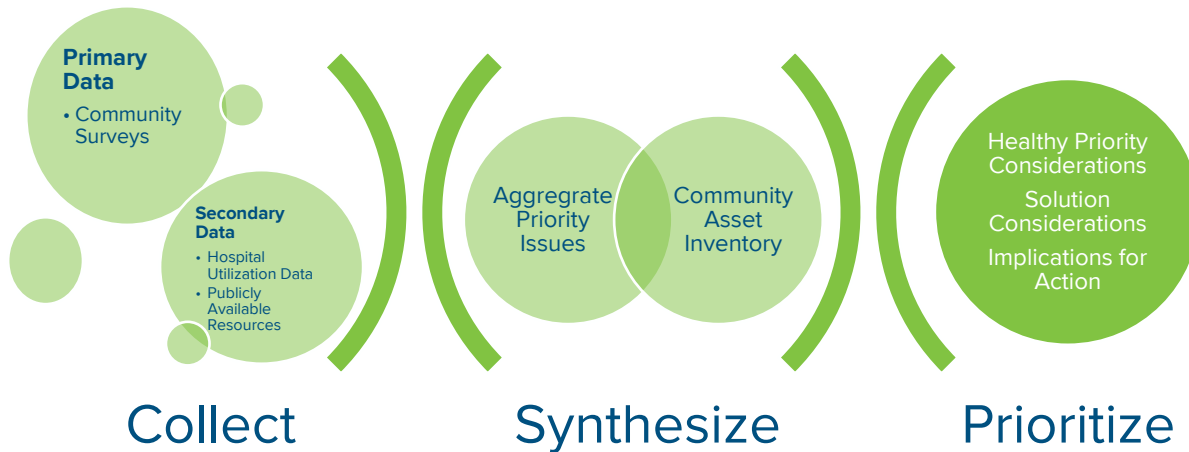 Primary
Data
• Community
Surveys
Secondary
Data
• Hospital
Utilization Data
• Publicly
Available
Resources
Collect
Aggregrate
Priority
Issues
Community
Asset
Inventory
Synthesize
Healthy Priority
Considerations
Solution
Considerations
Implications for
Action
Prioritize